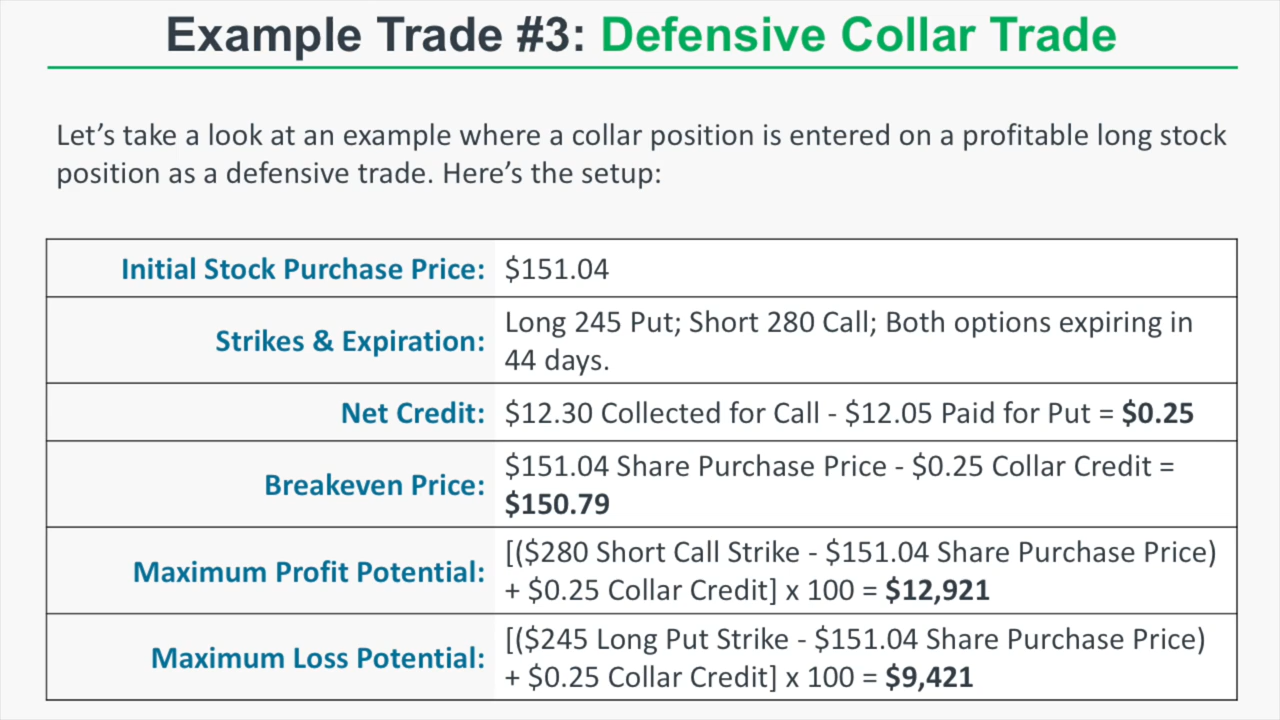 Example Trade #3: Defensive Collar Trade
Let’s take a look at an example where a collar position is entered on a profitable long stock
position as a defensive trade. Here’s the setup:
Initial Stock Purchase Price: $151.04
Strikes & Expiration: Long 245 Put; Short 280 Call; Both options expiring in
44 days.
Net Credit: $12.30 Collected for Call - $12.05 Paid for Put = $0.25
Breakeven Price: $151.04 Share Purchase Price - $0.25 Collar Credit =
$150.79
Maximum Profit Potential: [($280 Short Call Strike - $151.04 Share Purchase Price)
+ $0.25 Collar Credit] x 100 = $12,921
Maximum Loss Potential: [($245 Long Put Strike - $151.04 Share Purchase Price)
+ $0.25 Collar Credit] x 100 = $9,421